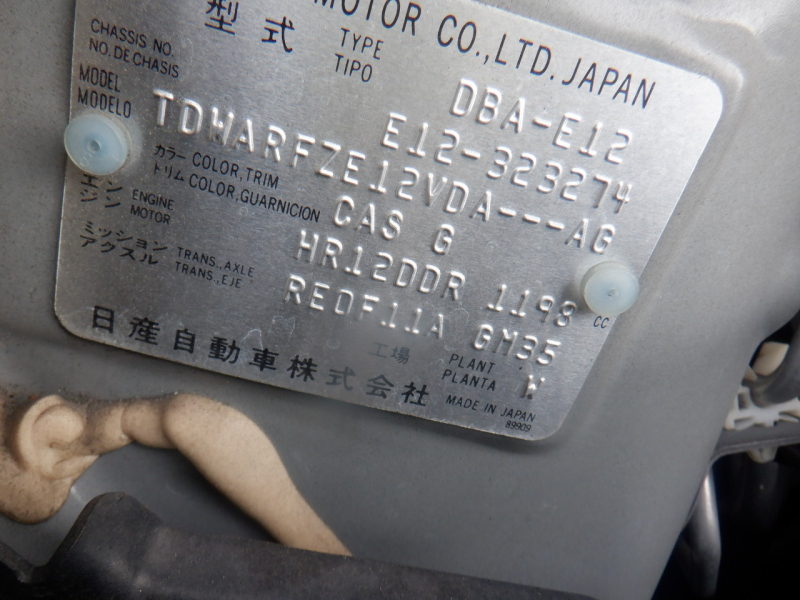 MOTOR CO.,LTD. JAPAN
型式 TYPE TIPO DBA-E12
CHASSIS NO. NO. DE CHASIS E12-323274
MODEL MODELO TDWARFZE12VDA---AG
カラー COLOR,TRIM トリム COLOR,GUARNICION CAS G
エンジン ENGINE MOTOR HR12DDR 1198 CC
ミッション アクスル TRANS.,AXLE TRANS.,EJE RE0F11A GM35
工場 PLANT PLANTA W
日産自動車株式会社 MADE IN JAPAN
89909